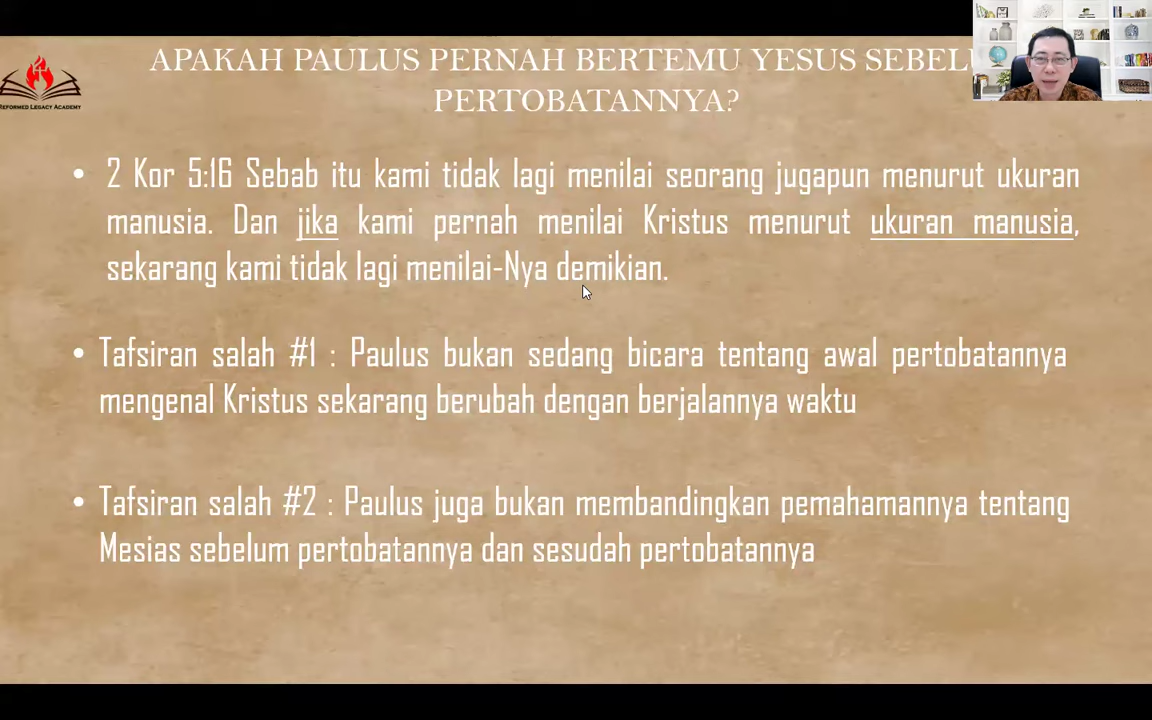 APAKAH PAULUS PERNAH BERTEMU YESUS
PERTOBATANNYA?
REFORMED LEGACY ACADEMY
• 2 Kor 5:16 Sebab itu kami tidak lagi menilai seorang jugapun menurut ukuran
manusia. Dan jika kami pernah menilai Kristus menurut ukuran manusia,
sekarang kami tidak lagi menilai-Nya demikian.
• Tafsiran salah #1 : Paulus bukan sedang bicara tentang awal pertobatannya
mengenal Kristus sekarang berubah dengan berjalannya waktu
• Tafsiran salah #2 : Paulus juga bukan membandingkan pemahamannya tentang
Mesias sebelum pertobatannya dan sesudah pertobatannya